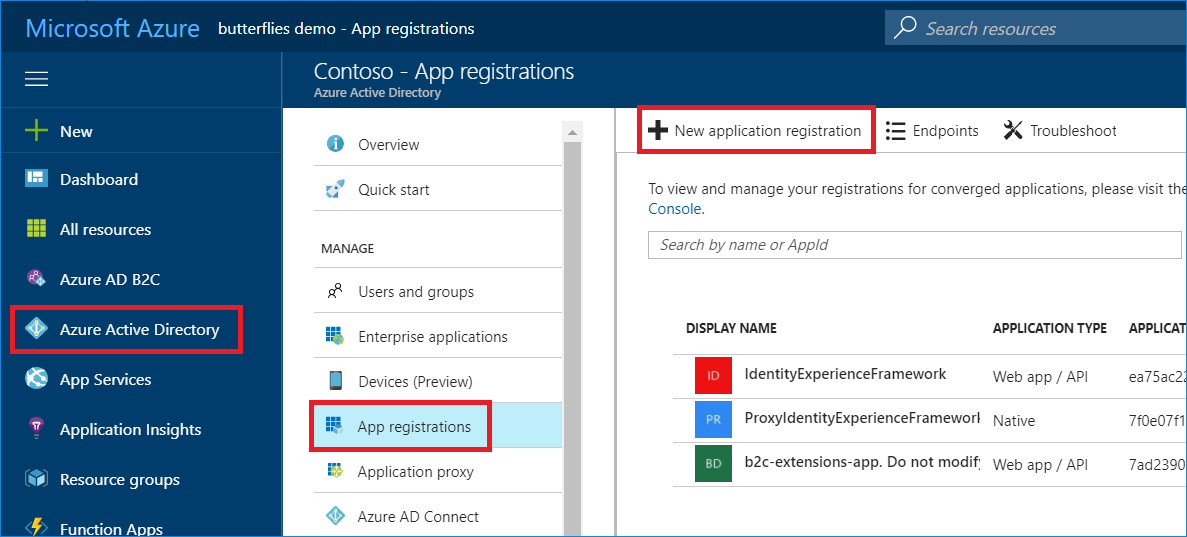 Microsoft Azure butterflies demo - App registrations
Search resources
Contoso - App registrations
Azure Active Directory
New
Dashboard
All resources
Azure AD B2C
Azure Active Directory
App Services
Application Insights
Resource groups
Function Apps
Overview
Quick start
MANAGE
Users and groups
Enterprise applications
Devices (Preview)
App registrations
Application proxy
Azure AD Connect
New application registration Endpoints Troubleshoot
To view and manage your registrations for converged applications, please visit the
Console.
Search by name or AppId
DISPLAY NAME APPLICATION TYPE APPLICAT
ID IdentityExperienceFramework Web app / API ea75ac22
PR ProxyIdentityExperienceFramework Native 7f0e07f1
BD b2c-extensions-app. Do not modify Web app / API 7ad2390